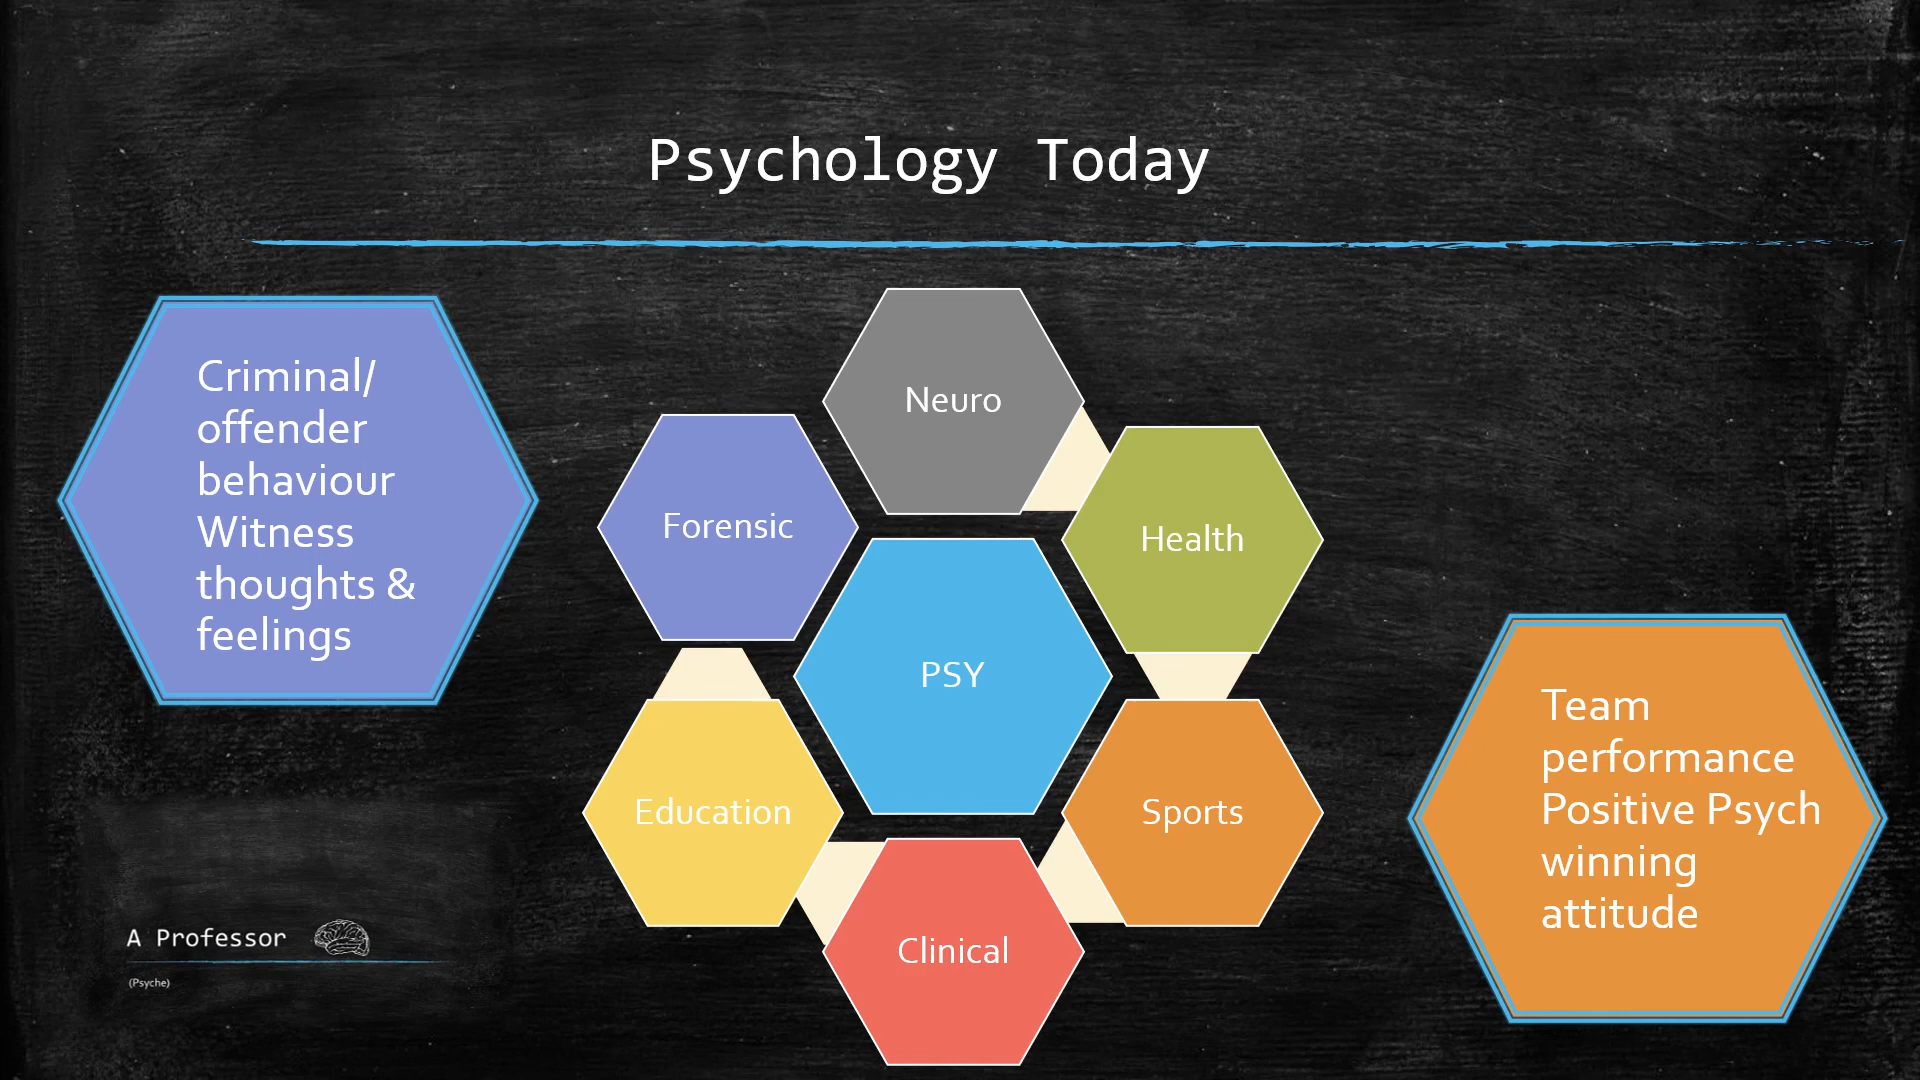 Psychology Today
Criminal/
offender
behaviour
Witness
thoughts &
feelings
Neuro
Forensic
Health
PSY
Education
Sports
Clinical
Team
performance
Positive Psych
winning
attitude
A Professor
(Psyche)